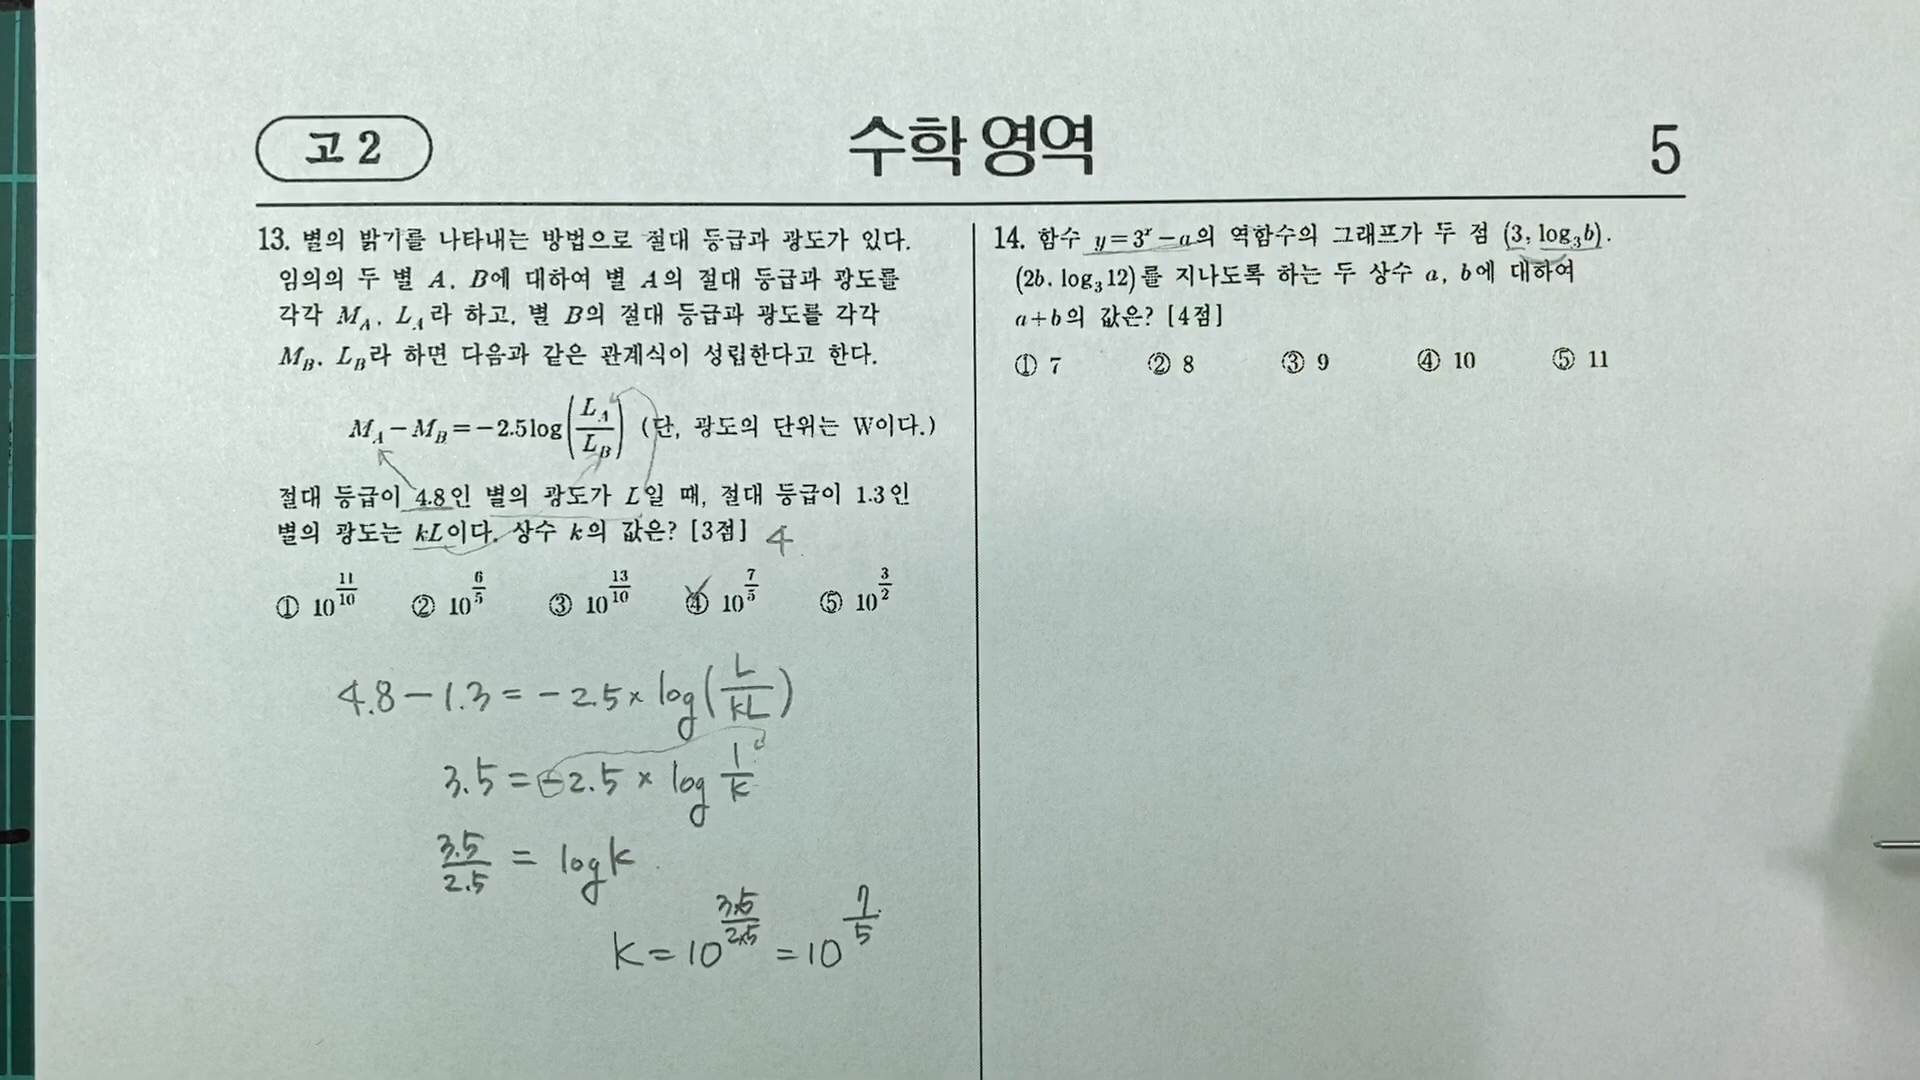 고 2
수학 영역
5
13. 별의 밝기를 나타내는 방법으로 절대 등급과 광도가 있다.
임의의 두 별 A, B에 대하여 별 A의 절대 등급과 광도를
각각 M_A, L_A라 하고, 별 B의 절대 등급과 광도를 각각
M_B, L_B라 하면 다음과 같은 관계식이 성립한다고 한다.
M_A − M_B = −2.5 log(L_A/L_B) (단, 광도의 단위는 W이다.)
절대 등급이 4.8인 별의 광도가 L일 때, 절대 등급이 1.3인
별의 광도는 kL이다. 상수 k의 값은? [3점] 4
① 10^(11/10) ② 10^(6/5) ③ 10^(13/10) ④ 10^(7/5) ⑤ 10^(3/2)
4.8 − 1.3 = −2.5 × log(L/kL)
3.5 = −2.5 × log 1/k
3.5/2.5 = log k
k = 10^(3.5/2.5) = 10^(7/5)
14. 함수 y=3^x − a의 역함수의 그래프가 두 점 (3, log₃b),
(2b, log₃12)를 지나도록 하는 두 상수 a, b에 대하여
a+b의 값은? [4점]
① 7 ② 8 ③ 9 ④ 10 ⑤ 11